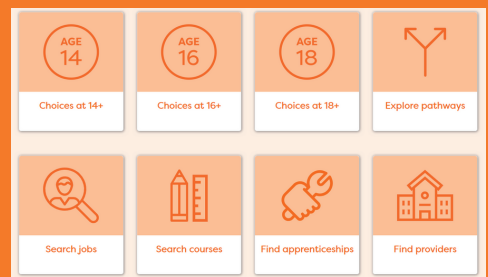 AGE
14
AGE
16
AGE
18
Choices at 14+
Choices at 16+
Choices at 18+
Explore pathways
Search jobs
Search courses
Find apprenticeships
Find providers